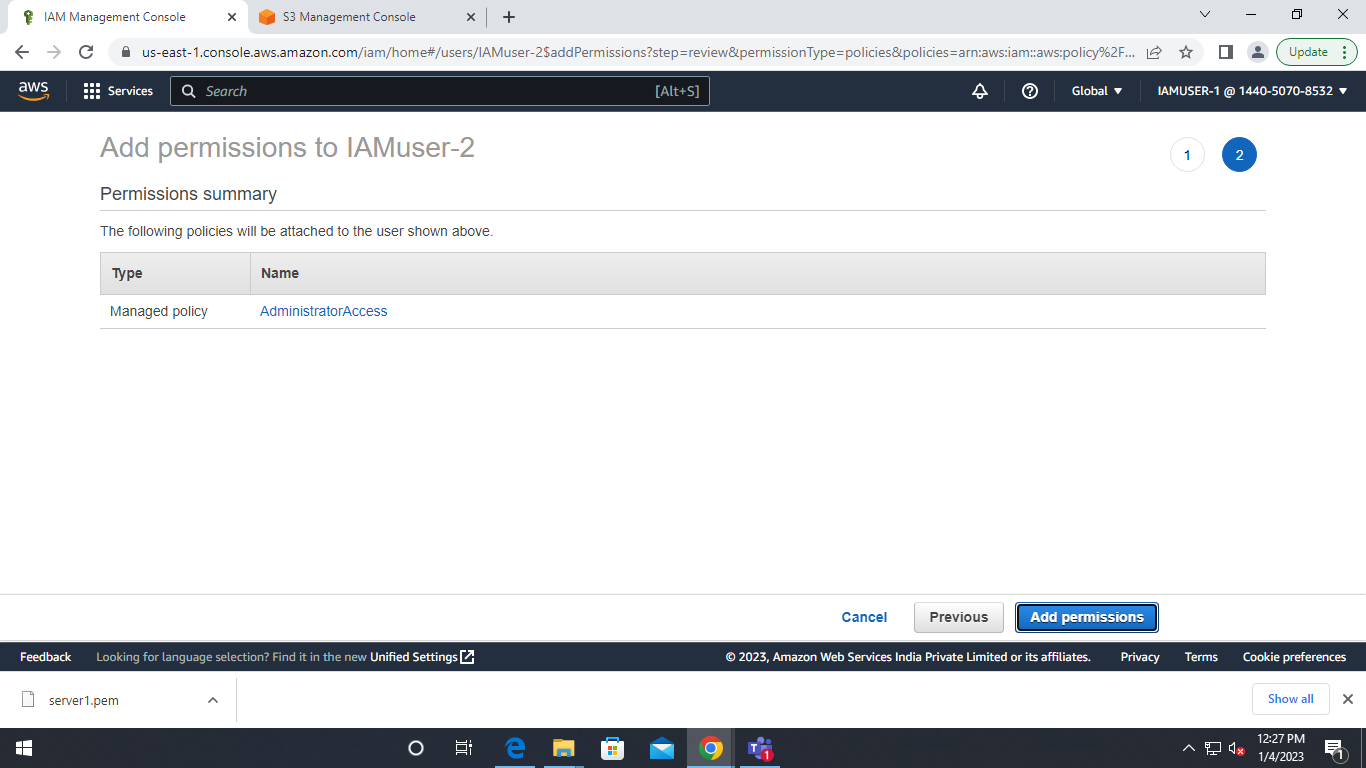 IAM Management Console
S3 Management Console
us-east-1.console.aws.amazon.com/iam/home#/users/IAMuser-2$addPermissions?step=review&permissionType=policies&policies=arn:aws:iam::aws:policy%2F...
Update
aws
Services
Search
[Alt+S]
Global
IAMUSER-1 @ 1440-5070-8532
Add permissions to IAMuser-2
1
2
Permissions summary
The following policies will be attached to the user shown above.
Type Name
Managed policy AdministratorAccess
Cancel Previous Add permissions
Feedback Looking for language selection? Find it in the new Unified Settings © 2023, Amazon Web Services India Private Limited or its affiliates. Privacy Terms Cookie preferences
server1.pem
Show all
12:27 PM
1/4/2023
1
1